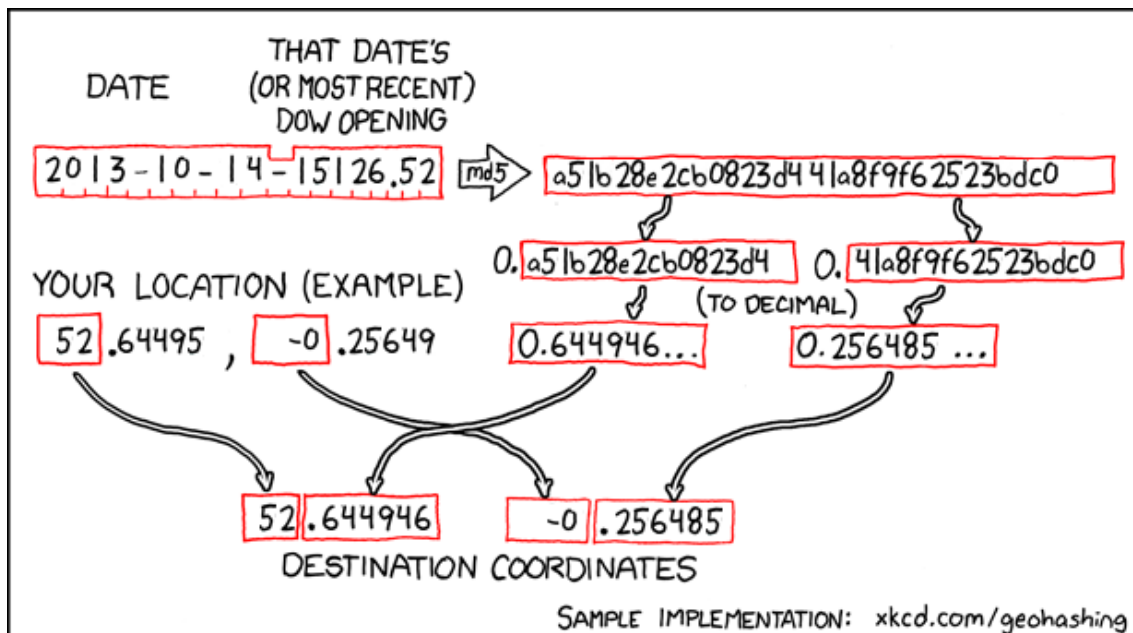 DATE
THAT DATE'S
(OR MOST RECENT)
DOW OPENING
2013-10-14-15126.52
md5
a51b28e2cb0823d441a8f9f62523bdc0
0.a51b28e2cb0823d4
0.41a8f9f62523bdc0
YOUR LOCATION (EXAMPLE)
(TO DECIMAL)
52.64495, -0.25649
0.644946...
0.256485...
52.644946
-0.256485
DESTINATION COORDINATES
SAMPLE IMPLEMENTATION: xkcd.com/geohashing